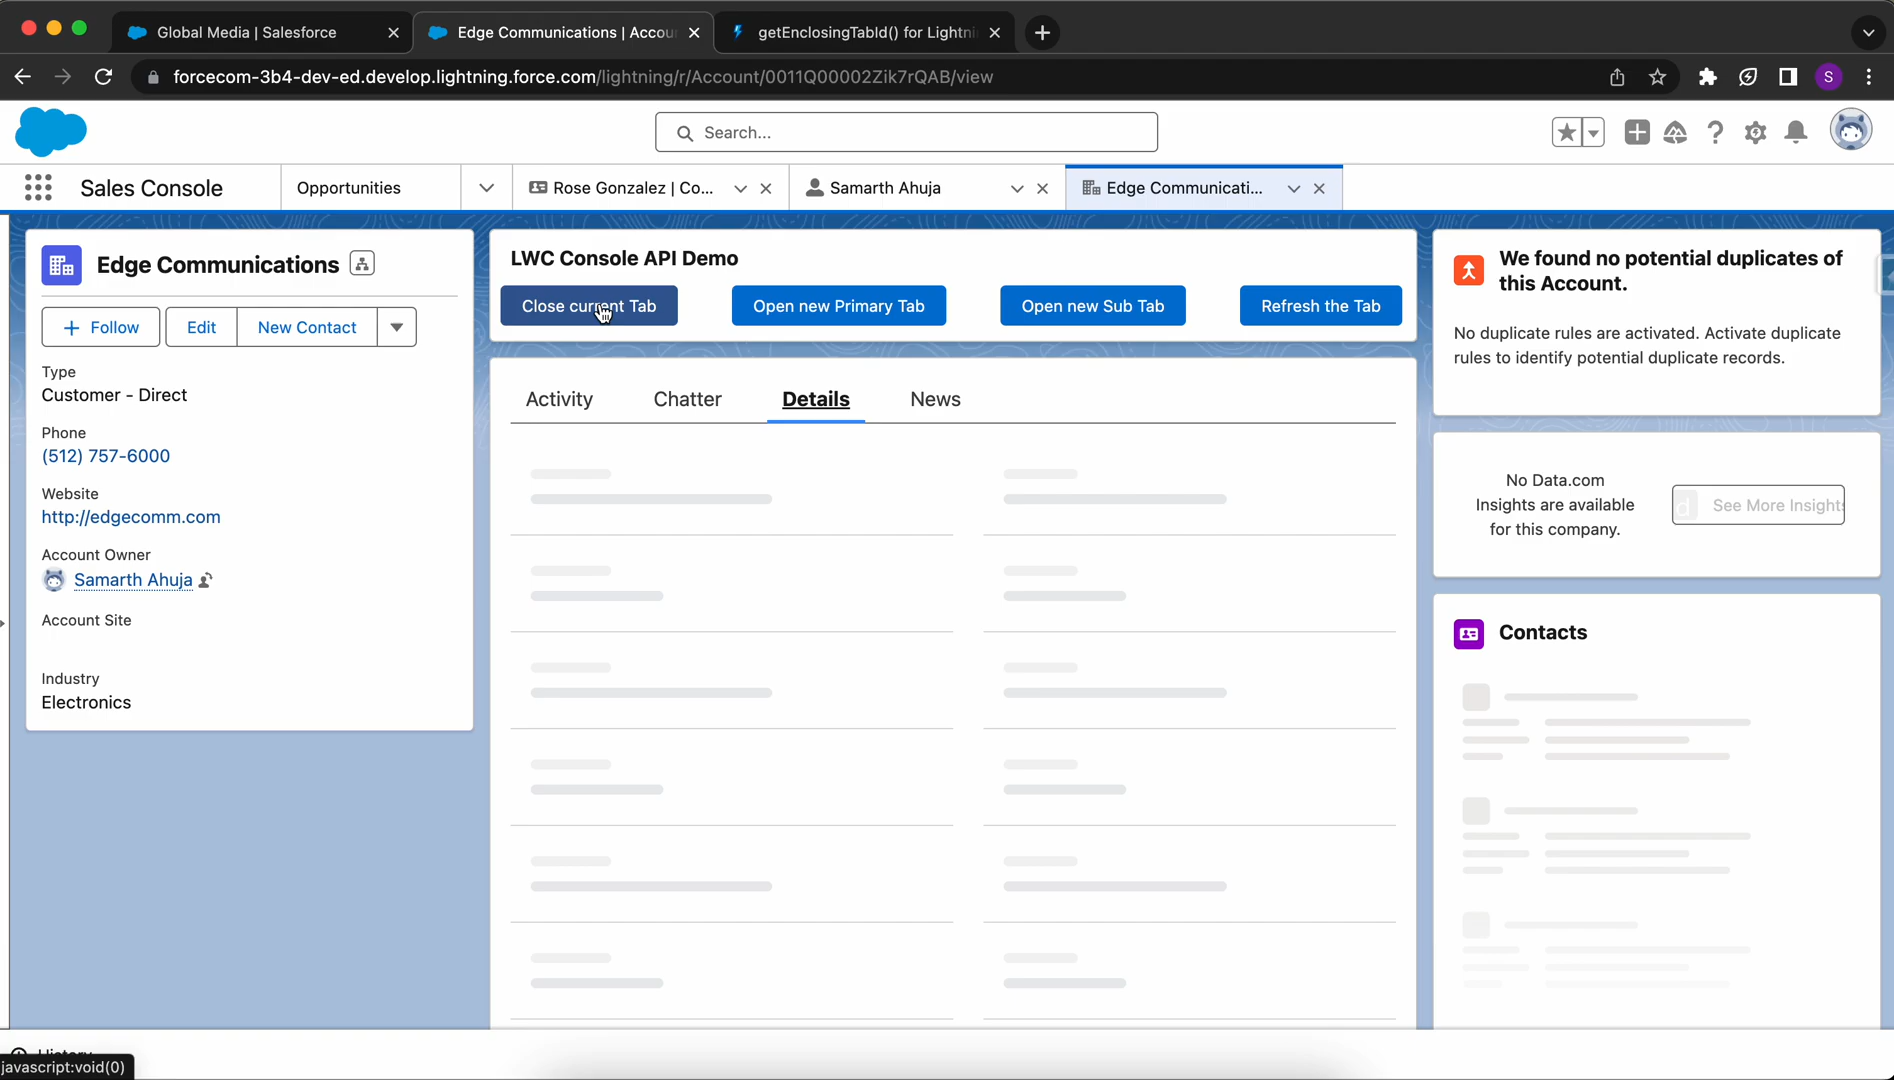 Global Media | Salesforce
Edge Communications | Accou
getEnclosingTabId() for Lightni
forcecom-3b4-dev-ed.develop.lightning.force.com/lightning/r/Account/0011Q00002Zik7rQAB/view
S
Search...
Sales Console
Opportunities
Rose Gonzalez | Co...
Samarth Ahuja
Edge Communicati...
Edge Communications
Follow
Edit
New Contact
Type
Customer - Direct
Phone
(512) 757-6000
Website
http://edgecomm.com
Account Owner
Samarth Ahuja
Account Site
Industry
Electronics
LWC Console API Demo
Close current Tab
Open new Primary Tab
Open new Sub Tab
Refresh the Tab
Activity
Chatter
Details
News
We found no potential duplicates of
this Account.
No duplicate rules are activated. Activate duplicate
rules to identify potential duplicate records.
No Data.com
Insights are available
for this company.
d
See More Insights
Contacts
History
javascript:void(0)